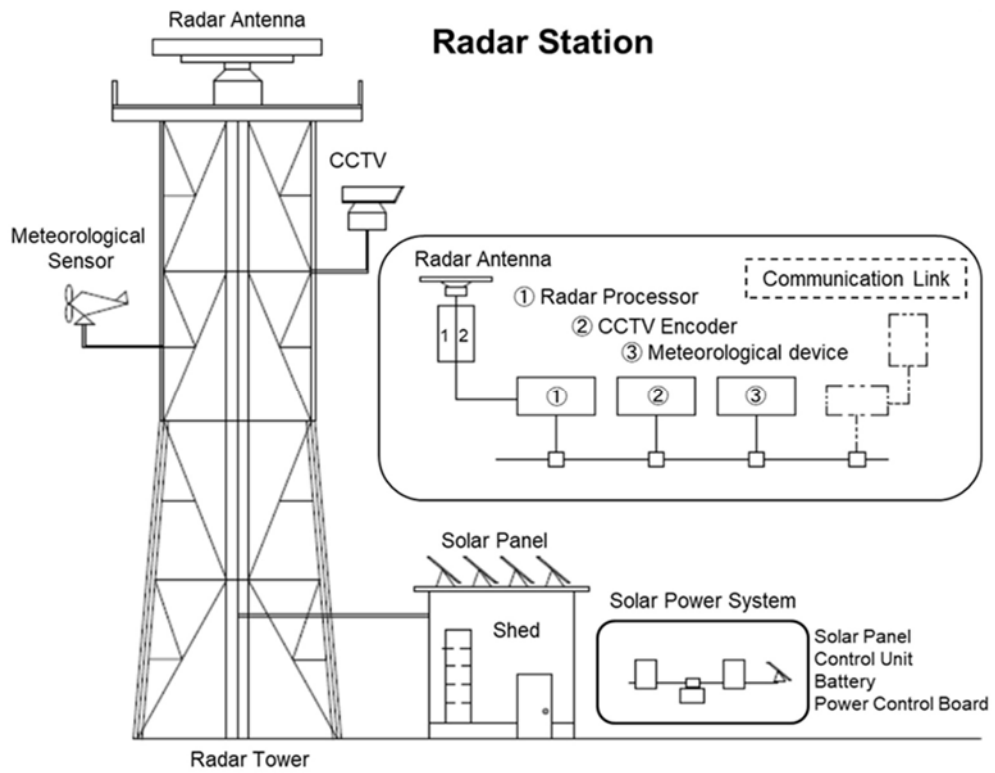 Radar Antenna
Radar Station
CCTV
Meteorological
Sensor
Radar Antenna
Communication Link
① Radar Processor
② CCTV Encoder
③ Meteorological device
1 2
① ② ③
Solar Panel
Shed
Solar Power System
Solar Panel
Control Unit
Battery
Power Control Board
Radar Tower